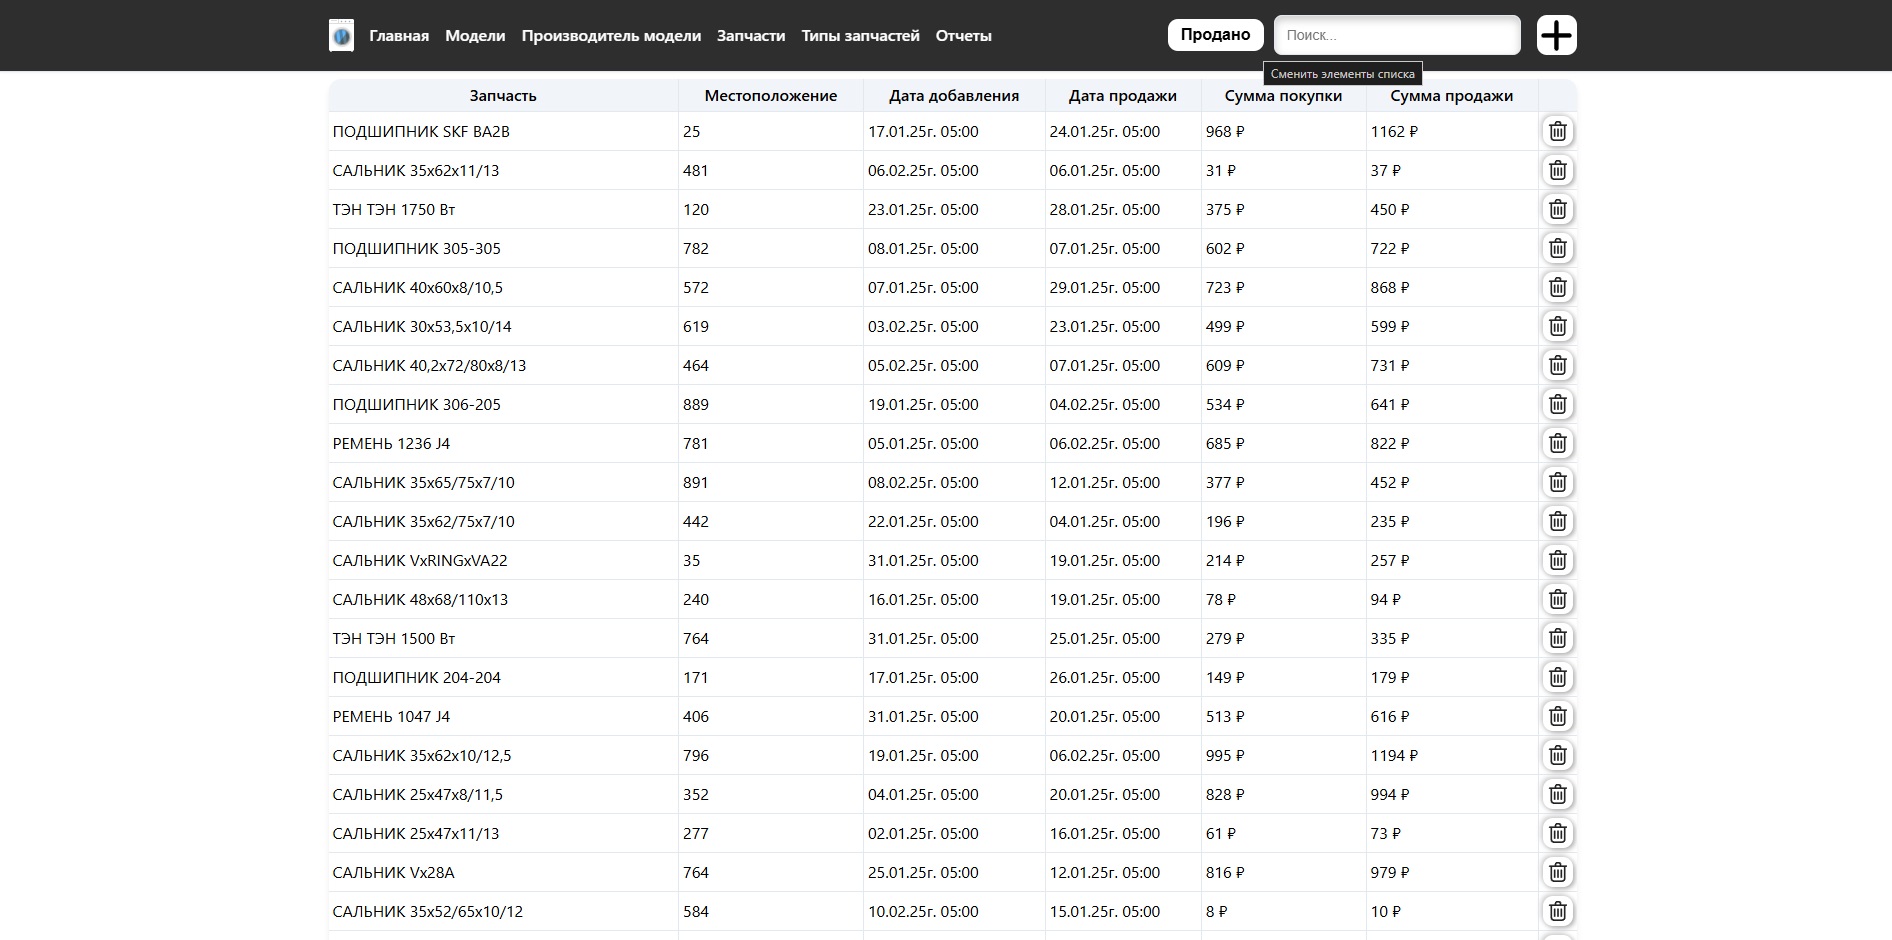 Главная Модели Производитель модели Запчасти Типы запчастей Отчеты Продано Поиск...
Сменить элементы списка
Запчасть Местоположение Дата добавления Дата продажи Сумма покупки Сумма продажи
ПОДШИПНИК SKF BA2B 25 17.01.25г. 05:00 24.01.25г. 05:00 968 ₽ 1162 ₽
САЛЬНИК 35x62x11/13 481 06.02.25г. 05:00 06.01.25г. 05:00 31 ₽ 37 ₽
ТЭН ТЭН 1750 Вт 120 23.01.25г. 05:00 28.01.25г. 05:00 375 ₽ 450 ₽
ПОДШИПНИК 305-305 782 08.01.25г. 05:00 07.01.25г. 05:00 602 ₽ 722 ₽
САЛЬНИК 40x60x8/10,5 572 07.01.25г. 05:00 29.01.25г. 05:00 723 ₽ 868 ₽
САЛЬНИК 30x53,5x10/14 619 03.02.25г. 05:00 23.01.25г. 05:00 499 ₽ 599 ₽
САЛЬНИК 40,2x72/80x8/13 464 05.02.25г. 05:00 07.01.25г. 05:00 609 ₽ 731 ₽
ПОДШИПНИК 306-205 889 19.01.25г. 05:00 04.02.25г. 05:00 534 ₽ 641 ₽
РЕМЕНЬ 1236 J4 781 05.01.25г. 05:00 06.02.25г. 05:00 685 ₽ 822 ₽
САЛЬНИК 35x65/75x7/10 891 08.02.25г. 05:00 12.01.25г. 05:00 377 ₽ 452 ₽
САЛЬНИК 35x62/75x7/10 442 22.01.25г. 05:00 04.01.25г. 05:00 196 ₽ 235 ₽
САЛЬНИК VxRINGxVA22 35 31.01.25г. 05:00 19.01.25г. 05:00 214 ₽ 257 ₽
САЛЬНИК 48x68/110x13 240 16.01.25г. 05:00 19.01.25г. 05:00 78 ₽ 94 ₽
ТЭН ТЭН 1500 Вт 764 31.01.25г. 05:00 25.01.25г. 05:00 279 ₽ 335 ₽
ПОДШИПНИК 204-204 171 17.01.25г. 05:00 26.01.25г. 05:00 149 ₽ 179 ₽
РЕМЕНЬ 1047 J4 406 31.01.25г. 05:00 20.01.25г. 05:00 513 ₽ 616 ₽
САЛЬНИК 35x62x10/12,5 796 19.01.25г. 05:00 06.02.25г. 05:00 995 ₽ 1194 ₽
САЛЬНИК 25x47x8/11,5 352 04.01.25г. 05:00 20.01.25г. 05:00 828 ₽ 994 ₽
САЛЬНИК 25x47x11/13 277 02.01.25г. 05:00 16.01.25г. 05:00 61 ₽ 73 ₽
САЛЬНИК Vx28A 764 25.01.25г. 05:00 12.01.25г. 05:00 816 ₽ 979 ₽
САЛЬНИК 35x52/65x10/12 584 10.02.25г. 05:00 15.01.25г. 05:00 8 ₽ 10 ₽